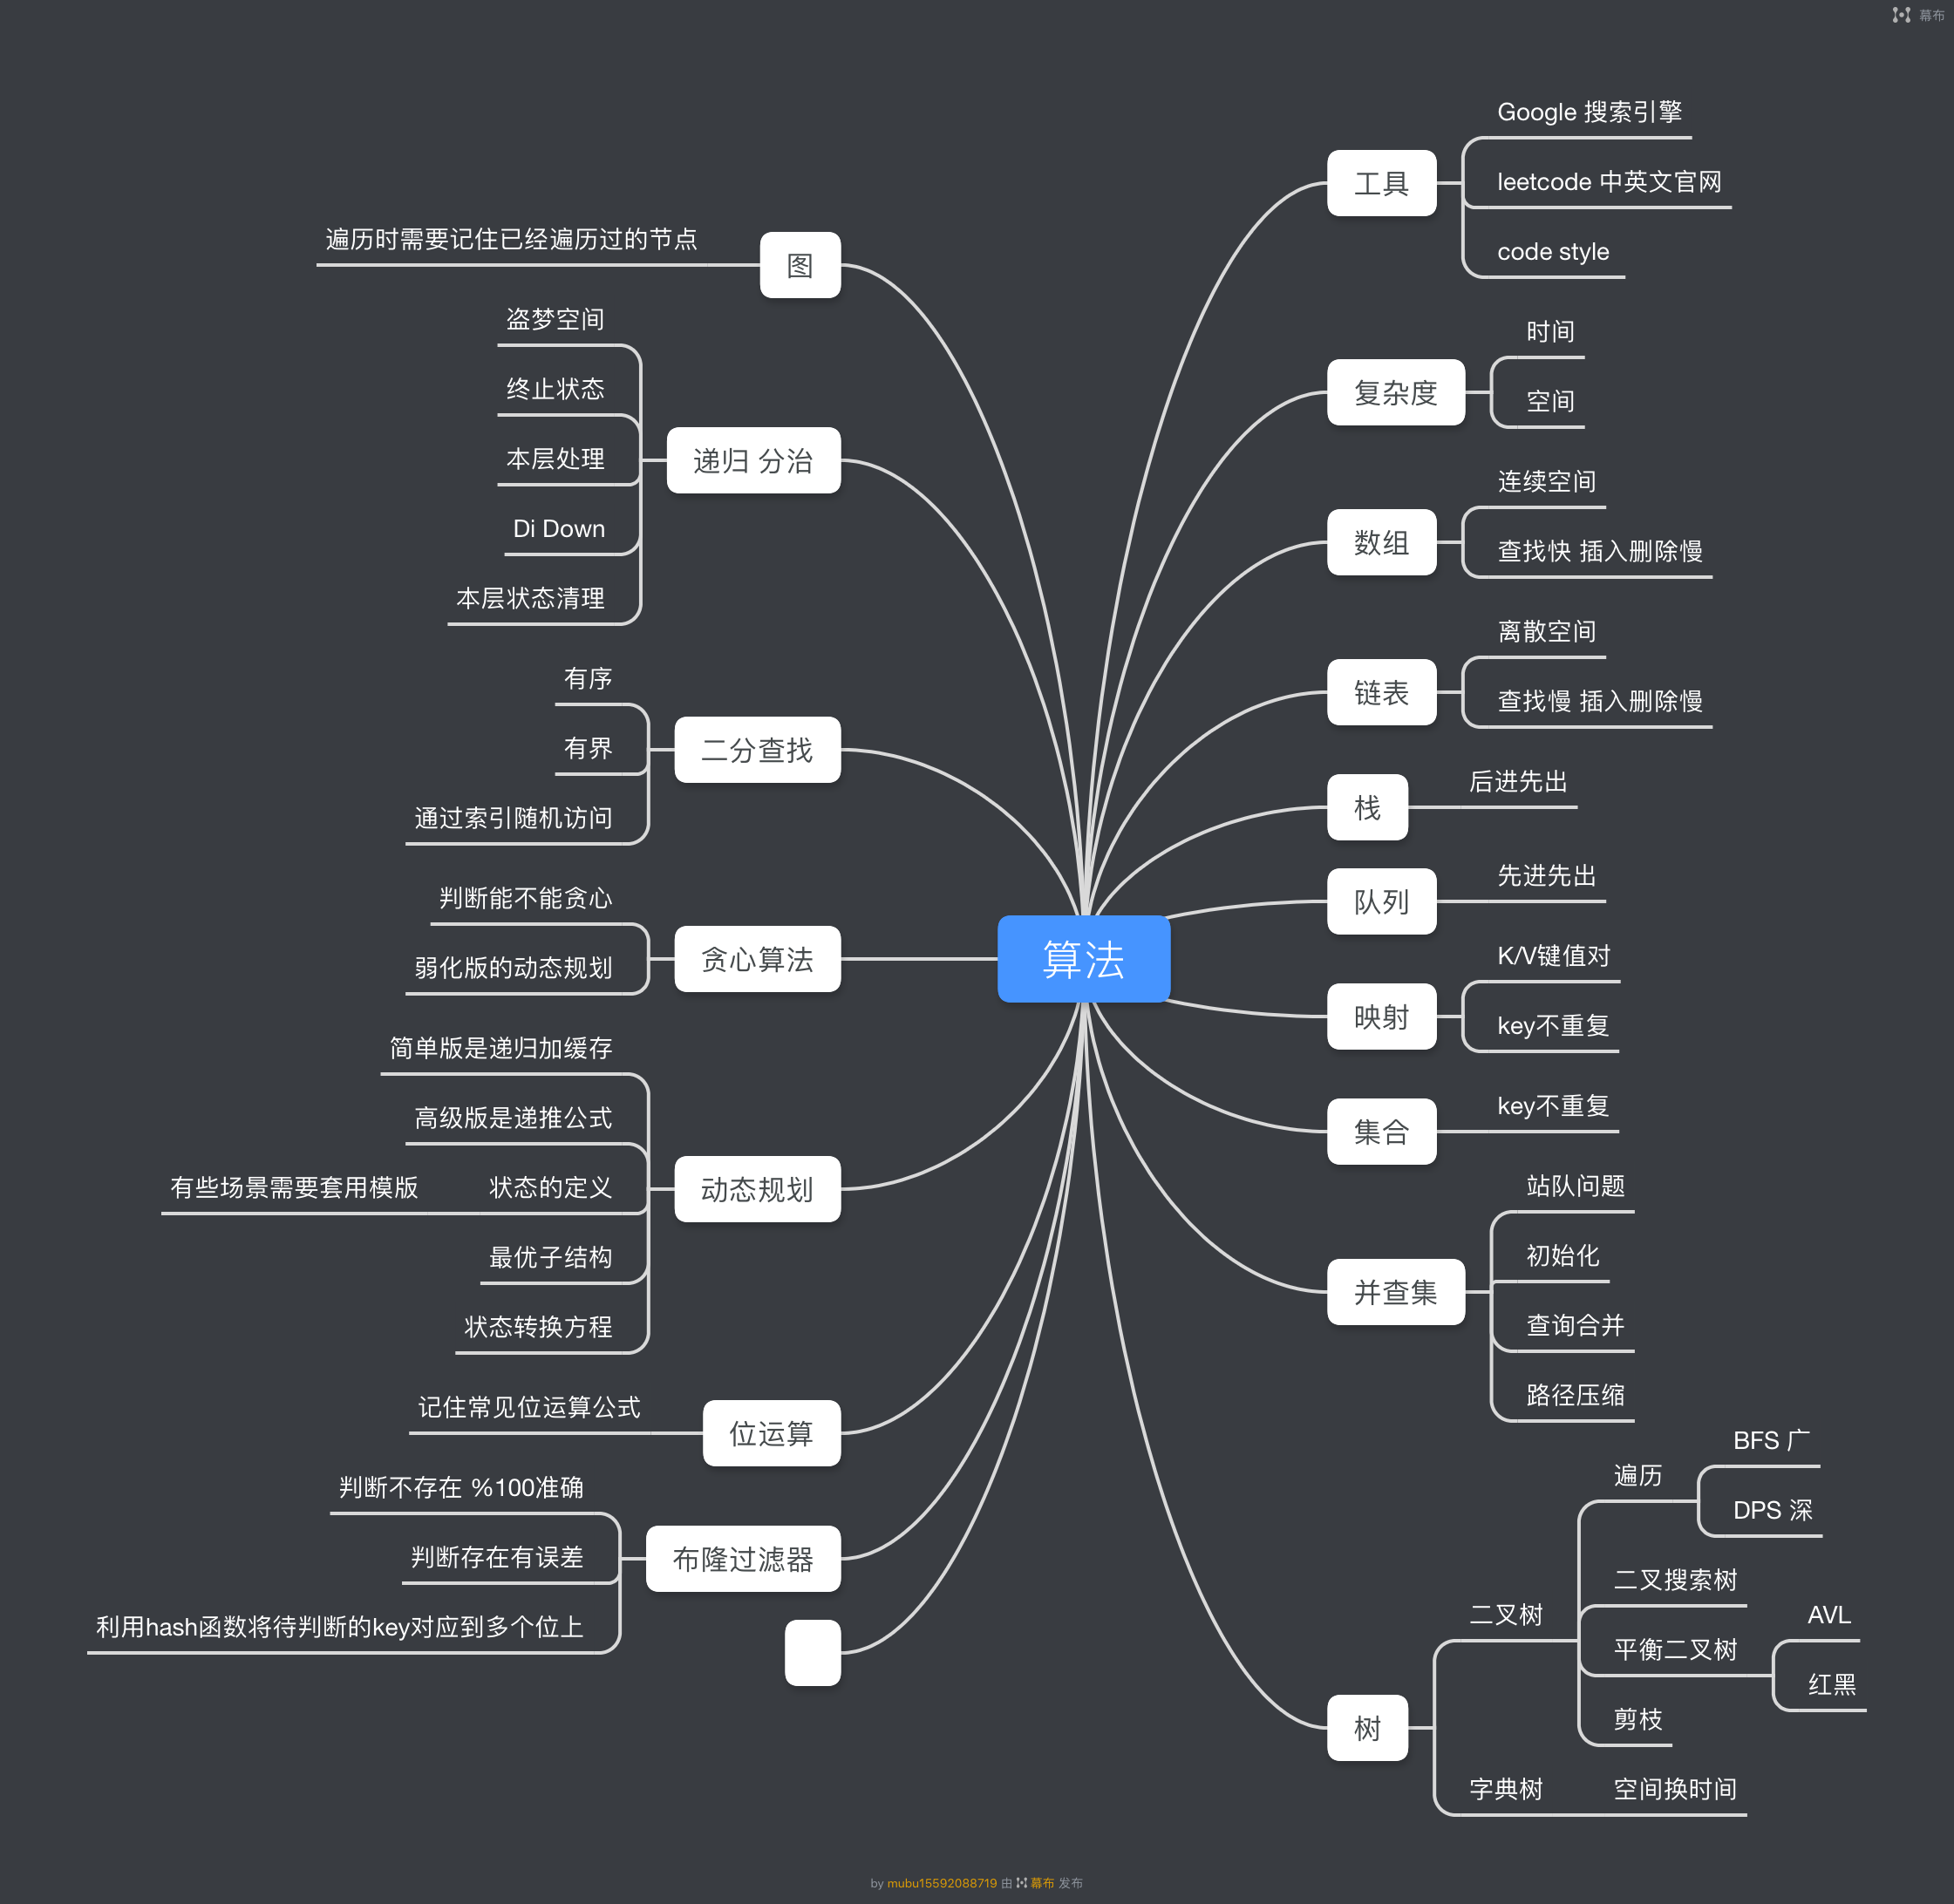 幕布
算法
工具
Google 搜索引擎
leetcode 中英文官网
code style
复杂度
时间
空间
数组
连续空间
查找快 插入删除慢
链表
离散空间
查找慢 插入删除慢
栈
后进先出
队列
先进先出
映射
K/V键值对
key不重复
集合
key不重复
并查集
站队问题
初始化
查询合并
路径压缩
树
二叉树
遍历
BFS 广
DPS 深
二叉搜索树
平衡二叉树
AVL
红黑
剪枝
字典树
空间换时间
图
遍历时需要记住已经遍历过的节点
递归 分治
盗梦空间
终止状态
本层处理
Di Down
本层状态清理
二分查找
有序
有界
通过索引随机访问
贪心算法
判断能不能贪心
弱化版的动态规划
动态规划
简单版是递归加缓存
高级版是递推公式
状态的定义
有些场景需要套用模版
最优子结构
状态转换方程
位运算
记住常见位运算公式
布隆过滤器
判断不存在 %100准确
判断存在有误差
利用hash函数将待判断的key对应到多个位上
by mubu15592088719 由 幕布 发布